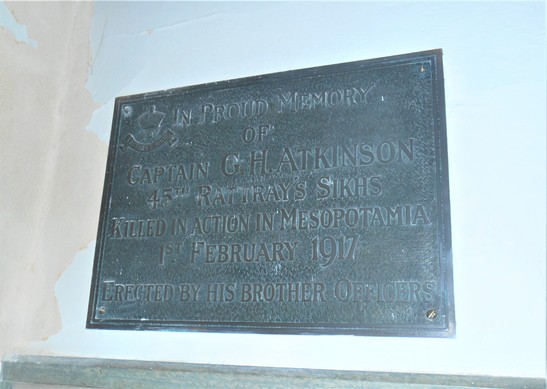 IN PROUD MEMORY
OF
CAPTAIN G.H. ATKINSON
45TH RATTRAY'S SIKHS
KILLED IN ACTION IN MESOPOTAMIA
1ST FEBRUARY 1917
ERECTED BY HIS BROTHER OFFICERS